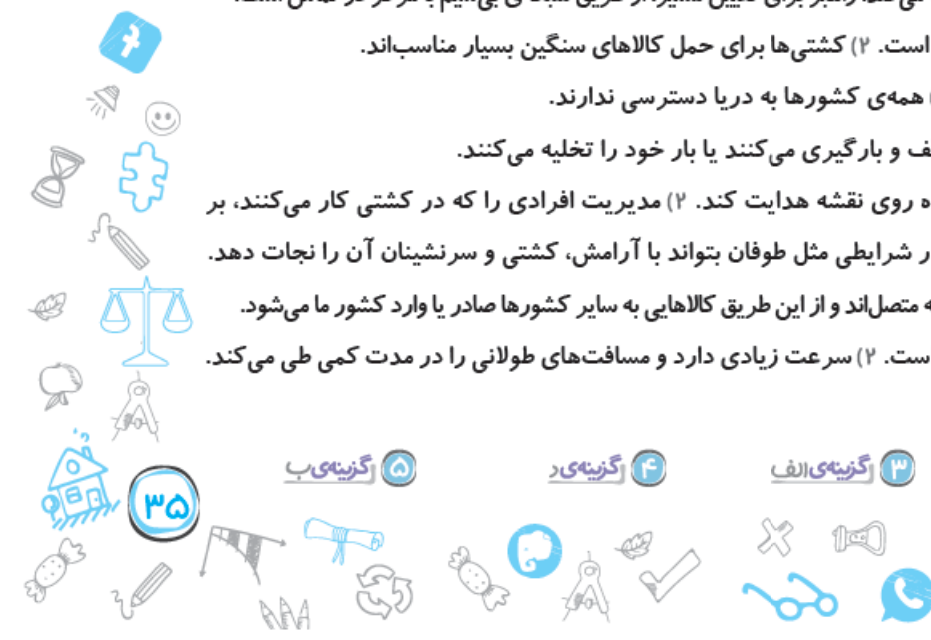 است. ۲) کشتی‌ها برای حمل کالاهای سنگین بسیار مناسب‌اند.
همه‌ی کشورها به دریا دسترسی ندارند.
و بارگیری می‌کنند یا بار خود را تخلیه می‌کنند.
روی نقشه هدایت کند. ۲) مدیریت افرادی را که در کشتی کار می‌کنند، بر
شرایطی مثل طوفان بتواند با آرامش، کشتی و سرنشینان آن را نجات دهد.
متصل‌اند و از این طریق کالاهایی به سایر کشورها صادر یا وارد کشور ما می‌شود.
ست. ۲) سرعت زیادی دارد و مسافت‌های طولانی را در مدت کمی طی می‌کند.
۳ گزینه‌ی الف ۴ گزینه‌ی د ۵ گزینه‌ی ب
۳۵